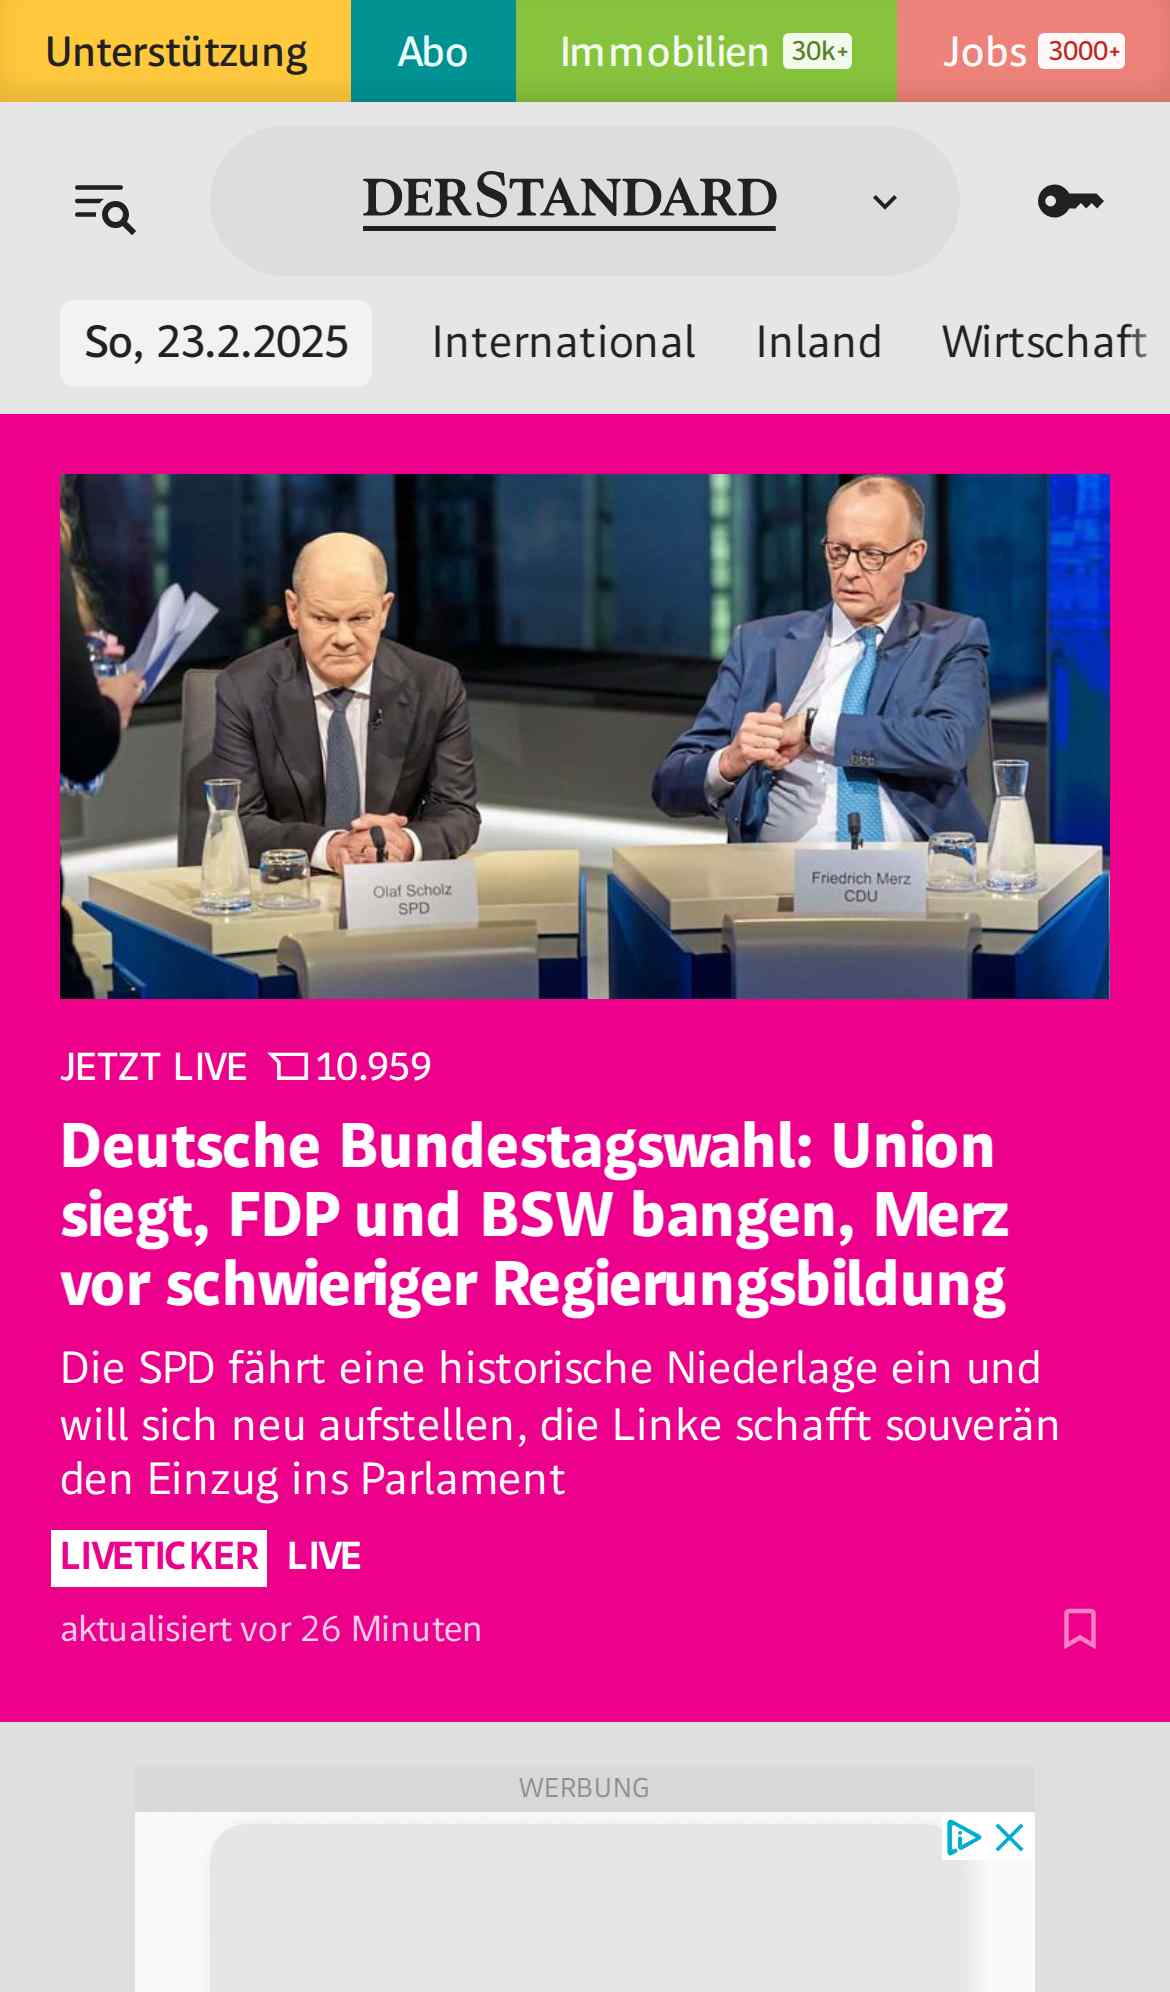 Unterstützung
Abo
Immobilien 30k+
Jobs 3000+
DERSTANDARD
So, 23.2.2025
International
Inland
Wirtschaft
Olaf Scholz
SPD
Friedrich Merz
CDU
JETZT LIVE 10.959
Deutsche Bundestagswahl: Union
siegt, FDP und BSW bangen, Merz
vor schwieriger Regierungsbildung
Die SPD fährt eine historische Niederlage ein und
will sich neu aufstellen, die Linke schafft souverän
den Einzug ins Parlament
LIVETICKER LIVE
aktualisiert vor 26 Minuten
WERBUNG